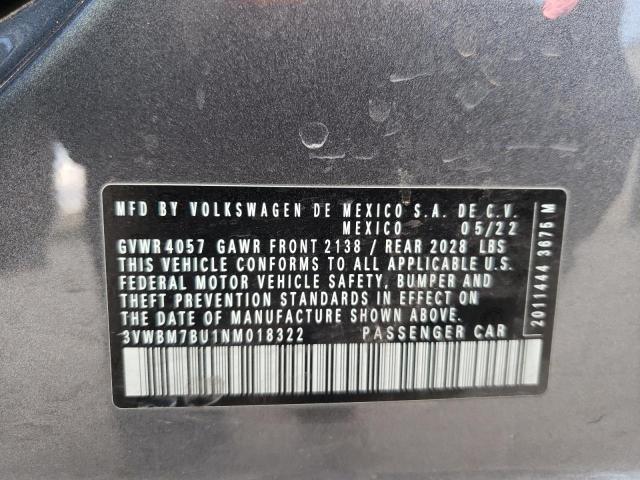 MFD BY VOLKSWAGEN DE MEXICO S.A. DE C.V.
MEXICO 05/22
GVWR 4057 GAWR FRONT 2138 / REAR 2028 LBS
THIS VEHICLE CONFORMS TO ALL APPLICABLE U.S.
FEDERAL MOTOR VEHICLE SAFETY, BUMPER AND
THEFT PREVENTION STANDARDS IN EFFECT ON
THE DATE OF MANUFACTURE SHOWN ABOVE.
3VWBM7BU1NM018322 PASSENGER CAR
2011444 3675 M